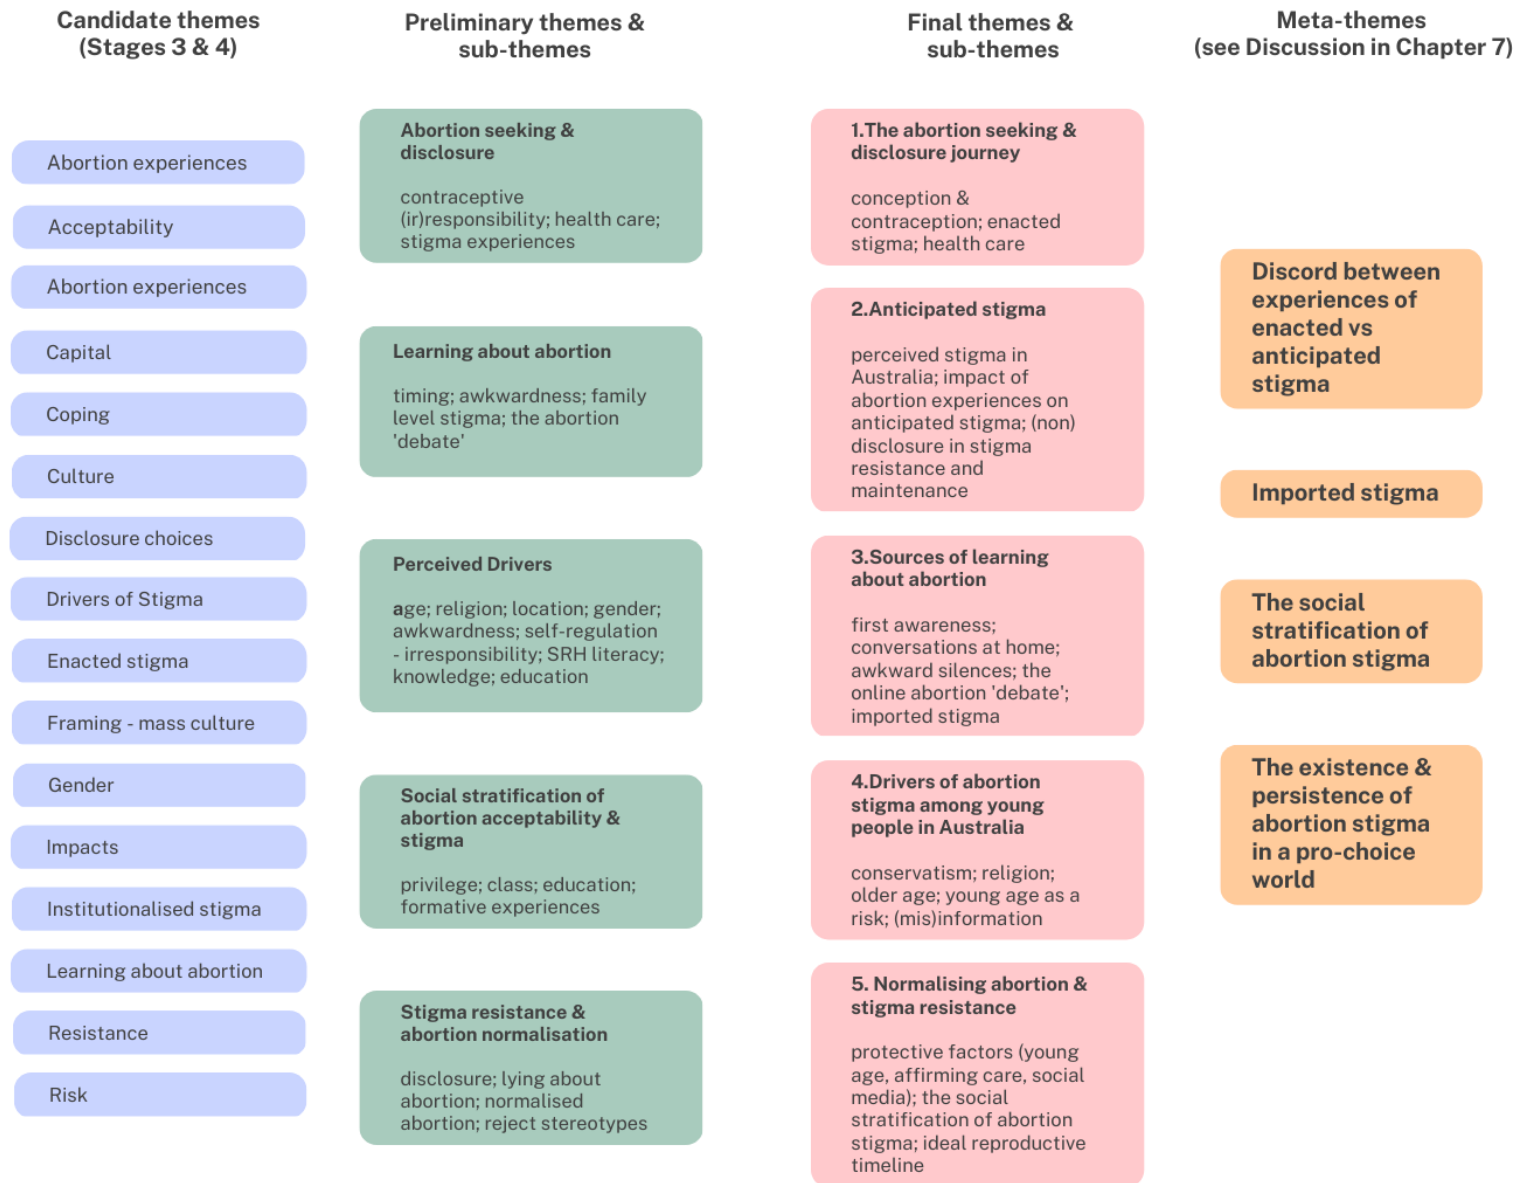 Candidate themes
(Stages 3 & 4)
Abortion experiences
Acceptability
Abortion experiences
Capital
Coping
Culture
Disclosure choices
Drivers of Stigma
Enacted stigma
Framing - mass culture
Gender
Impacts
Institutionalised stigma
Learning about abortion
Resistance
Risk
Preliminary themes &
sub-themes
Abortion seeking &
disclosure
contraceptive
(ir)responsibility; health care;
stigma experiences
Learning about abortion
timing; awkwardness; family
level stigma; the abortion
'debate'
Perceived Drivers
age; religion; location; gender;
awkwardness; self-regulation
- irresponsibility; SRH literacy;
knowledge; education
Social stratification of
abortion acceptability &
stigma
privilege; class; education;
formative experiences
Stigma resistance &
abortion normalisation
disclosure; lying about
abortion; normalised
abortion; reject stereotypes
Final themes &
sub-themes
1.The abortion seeking &
disclosure journey
conception &
contraception; enacted
stigma; health care
2.Anticipated stigma
perceived stigma in
Australia; impact of
abortion experiences on
anticipated stigma; (non)
disclosure in stigma
resistance and
maintenance
3.Sources of learning
about abortion
first awareness;
conversations at home;
awkward silences; the
online abortion 'debate';
imported stigma
4.Drivers of abortion
stigma among young
people in Australia
conservatism; religion;
older age; young age as a
risk; (mis)information
5. Normalising abortion &
stigma resistance
protective factors (young
age, affirming care, social
media); the social
stratification of abortion
stigma; ideal reproductive
timeline
Meta-themes
(see Discussion in Chapter 7)
Discord between
experiences of
enacted vs
anticipated
stigma
Imported stigma
The social
stratification of
abortion stigma
The existence &
persistence of
abortion stigma
in a pro-choice
world